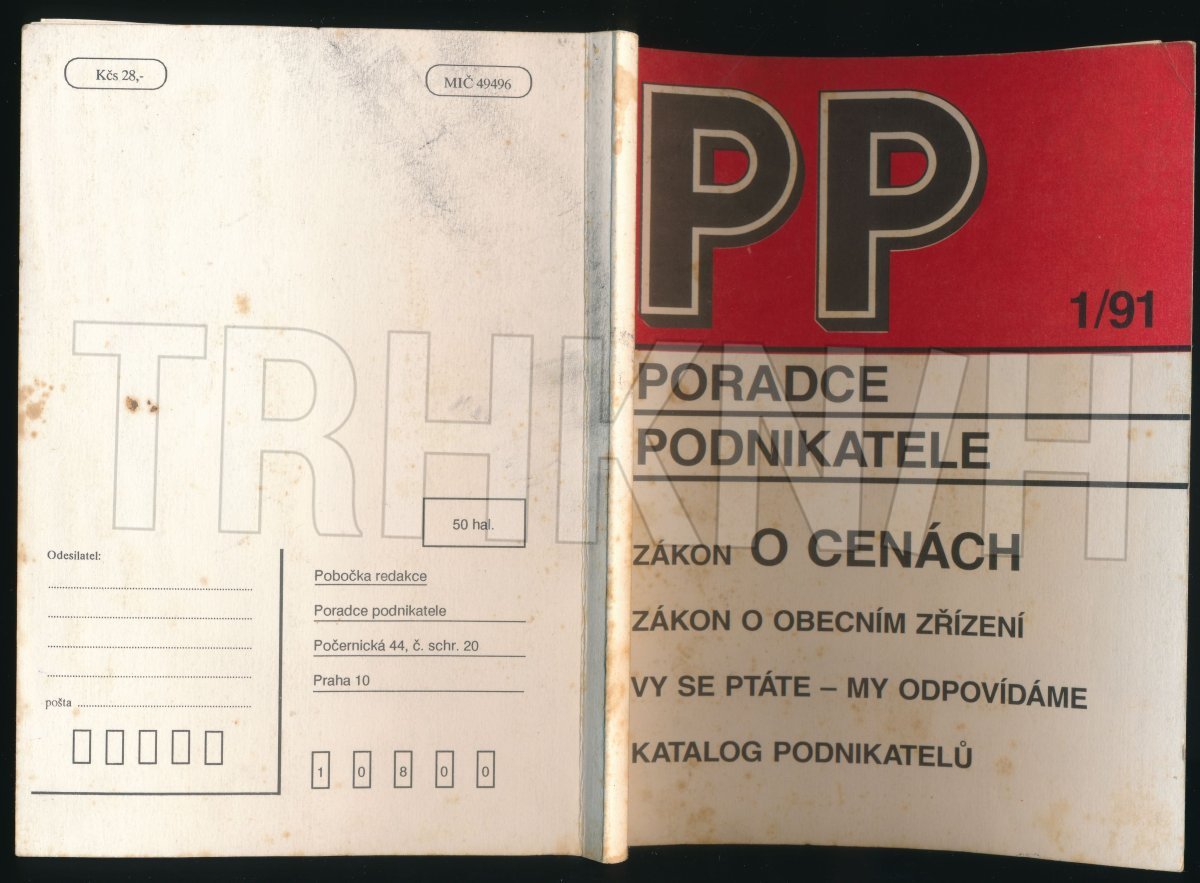 Kčs 28,-
MIČ 49496
50 hal.
Odesílatel:
pošta
Pobočka redakce
Poradce podnikatele
Počernická 44, č. schr. 20
Praha 10
1 0 8 0 0
PP
1/91
PORADCE
PODNIKATELE
ZÁKON O CENÁCH
ZÁKON O OBECNÍM ZŘÍZENÍ
VY SE PTÁTE – MY ODPOVÍDÁME
KATALOG PODNIKATELŮ
TRHKNIH